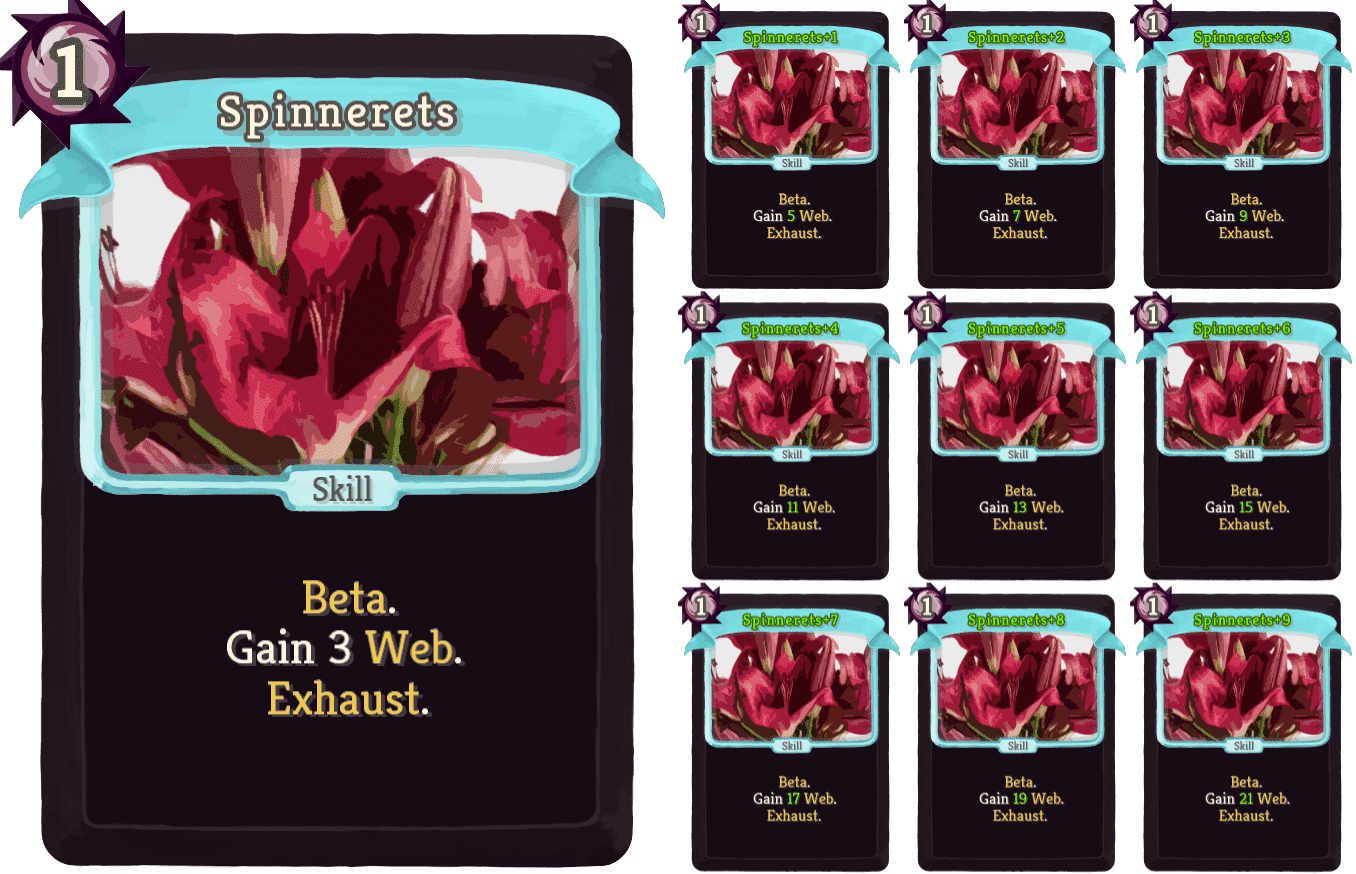 1
Spinnerets
Skill
Beta.
Gain 3 Web.
Exhaust.
1
Spinnerets+1
Skill
Beta.
Gain 5 Web.
Exhaust.
1
Spinnerets+2
Skill
Beta.
Gain 7 Web.
Exhaust.
1
Spinnerets+3
Skill
Beta.
Gain 9 Web.
Exhaust.
1
Spinnerets+4
Skill
Beta.
Gain 11 Web.
Exhaust.
1
Spinnerets+5
Skill
Beta.
Gain 13 Web.
Exhaust.
1
Spinnerets+6
Skill
Beta.
Gain 15 Web.
Exhaust.
1
Spinnerets+7
Skill
Beta.
Gain 17 Web.
Exhaust.
1
Spinnerets+8
Skill
Beta.
Gain 19 Web.
Exhaust.
1
Spinnerets+9
Skill
Beta.
Gain 21 Web.
Exhaust.